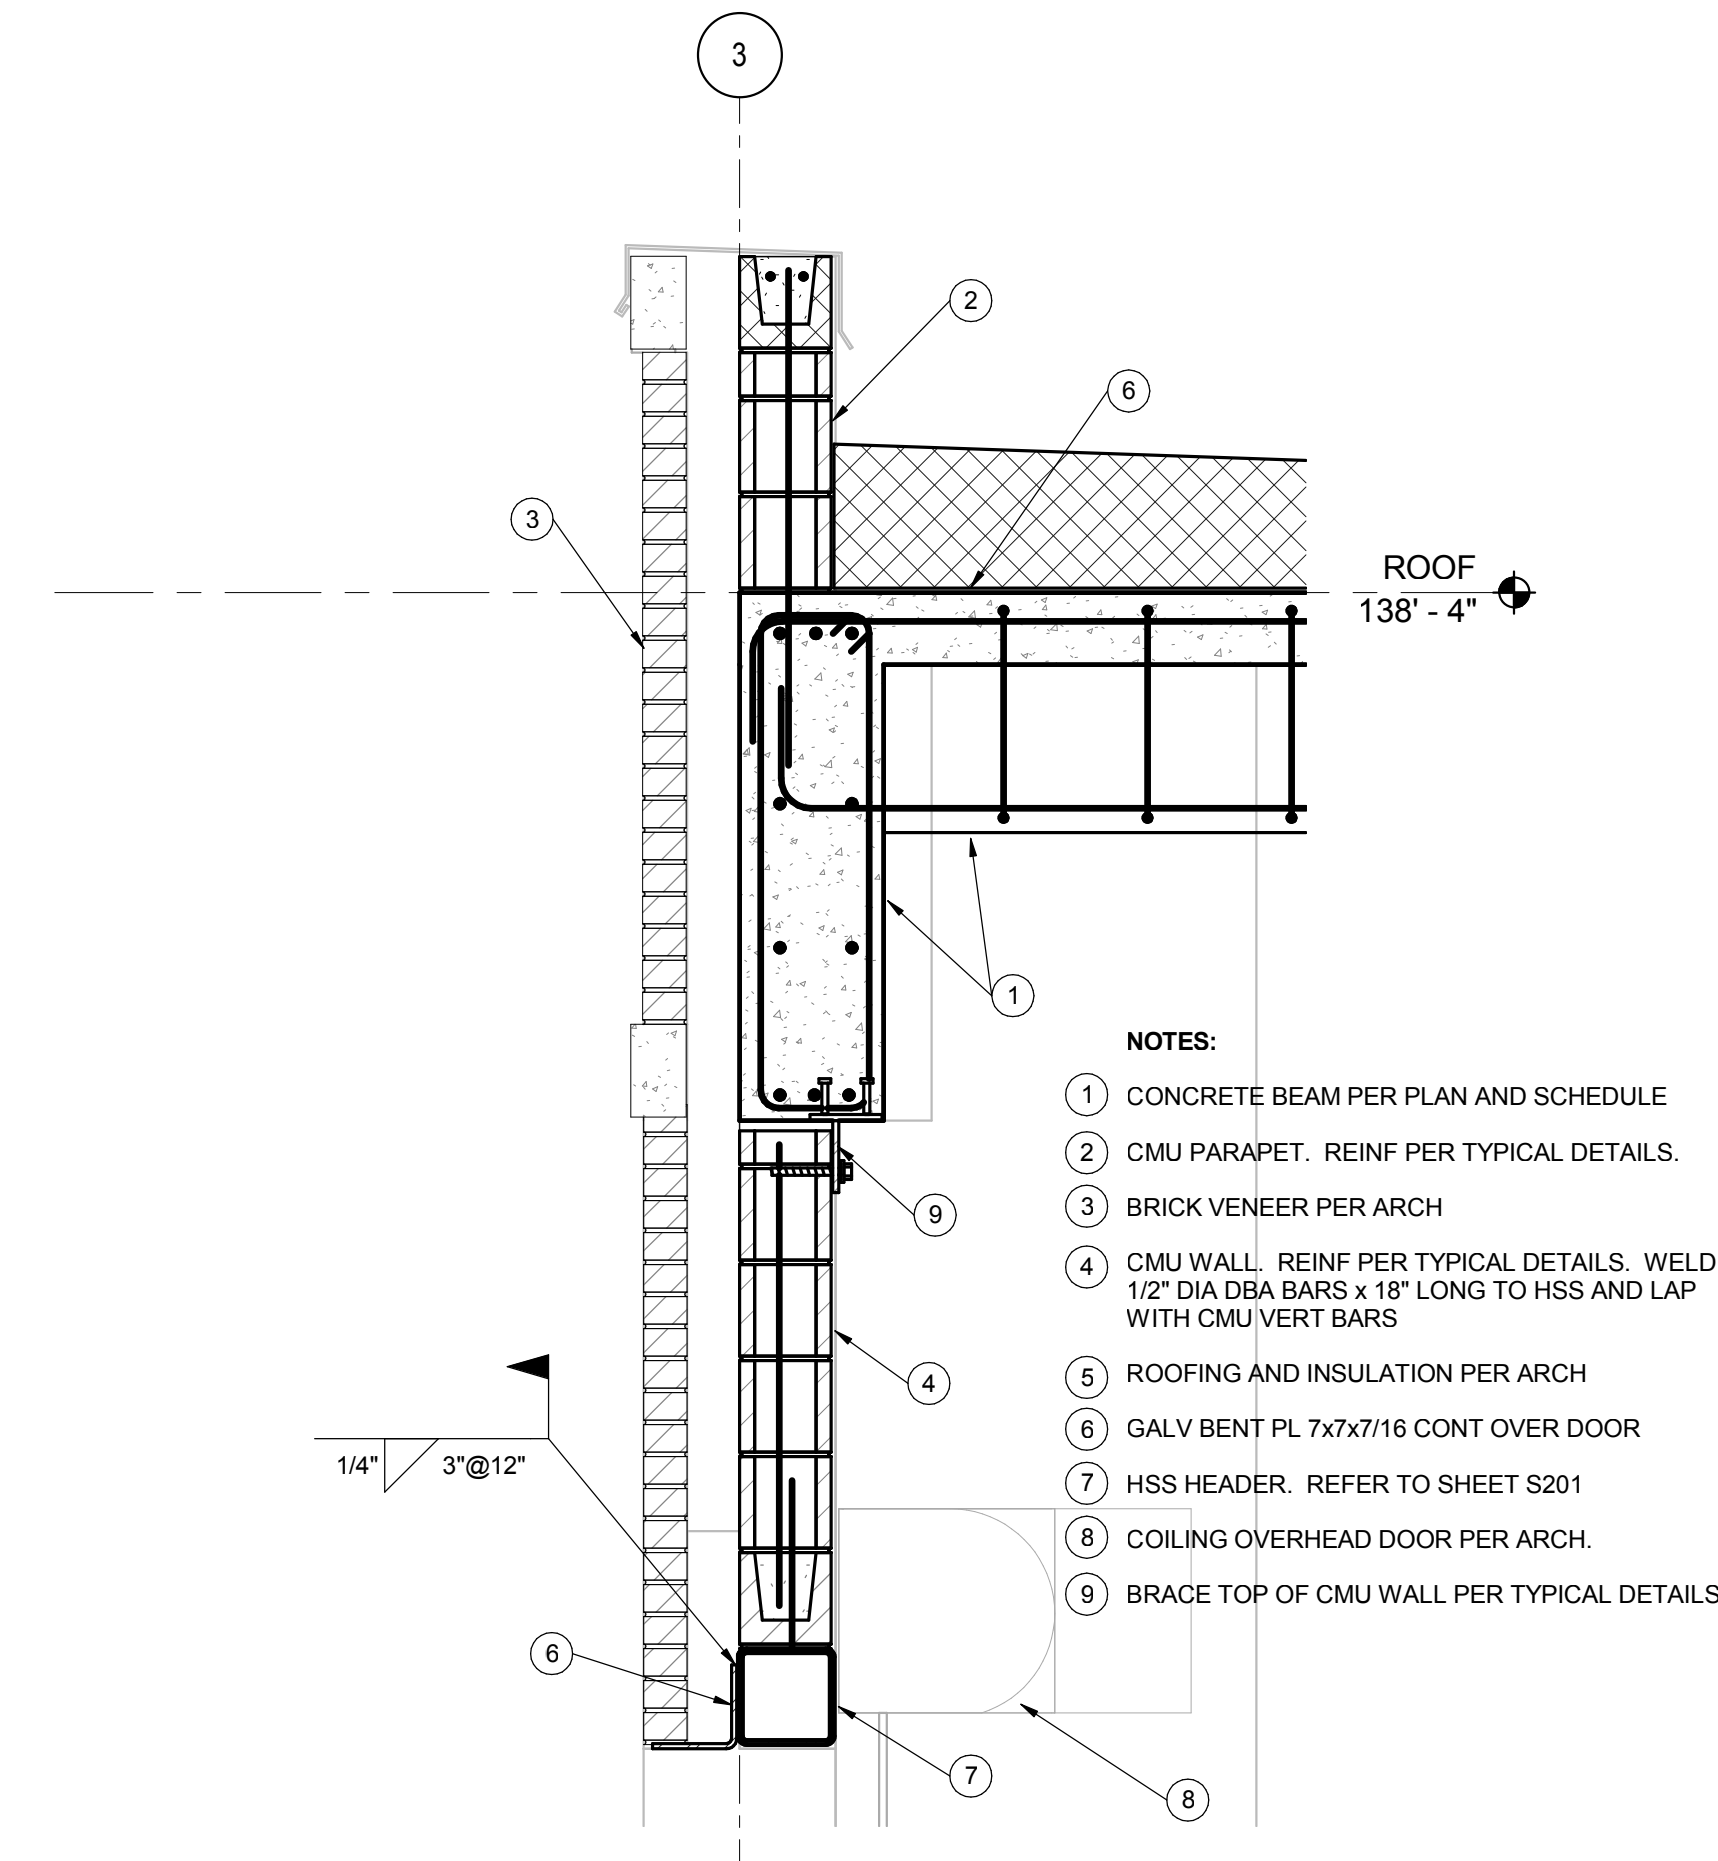 3
2
6
3
ROOF
138' - 4"
1
NOTES:
1 CONCRETE BEAM PER PLAN AND SCHEDULE
2 CMU PARAPET. REINF PER TYPICAL DETAILS.
3 BRICK VENEER PER ARCH
9
4 CMU WALL. REINF PER TYPICAL DETAILS. WELD
1/2" DIA DBA BARS x 18" LONG TO HSS AND LAP
WITH CMU VERT BARS
4
5 ROOFING AND INSULATION PER ARCH
6 GALV BENT PL 7x7x7/16 CONT OVER DOOR
1/4" 3"@12"
7 HSS HEADER. REFER TO SHEET S201
8 COILING OVERHEAD DOOR PER ARCH.
9 BRACE TOP OF CMU WALL PER TYPICAL DETAILS
6
7
8